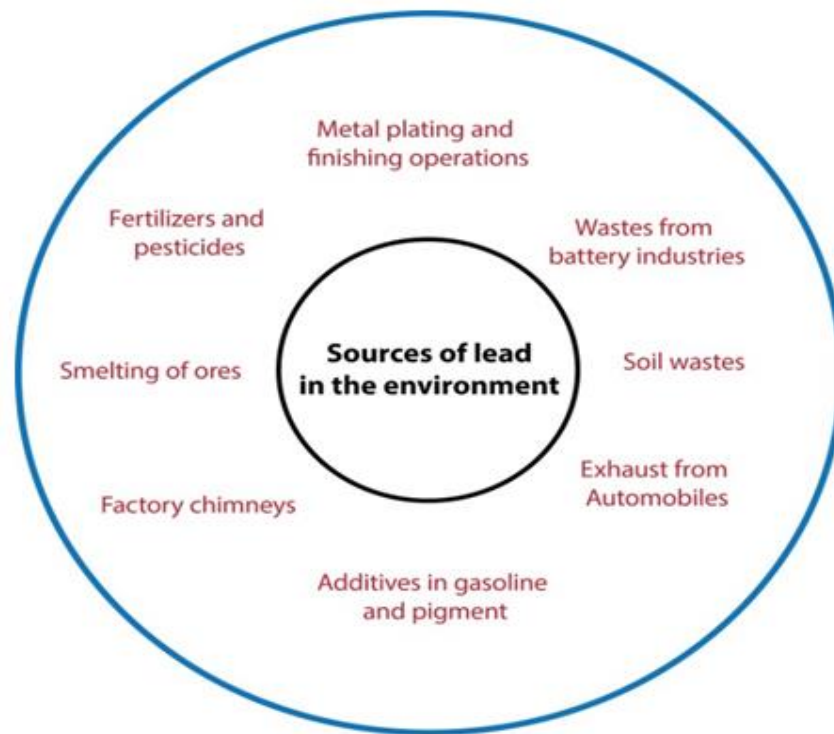 Metal plating and
finishing operations
Fertilizers and
pesticides
Wastes from
battery industries
Sources of lead
in the environment
Smelting of ores
Soil wastes
Exhaust from
Automobiles
Factory chimneys
Additives in gasoline
and pigment